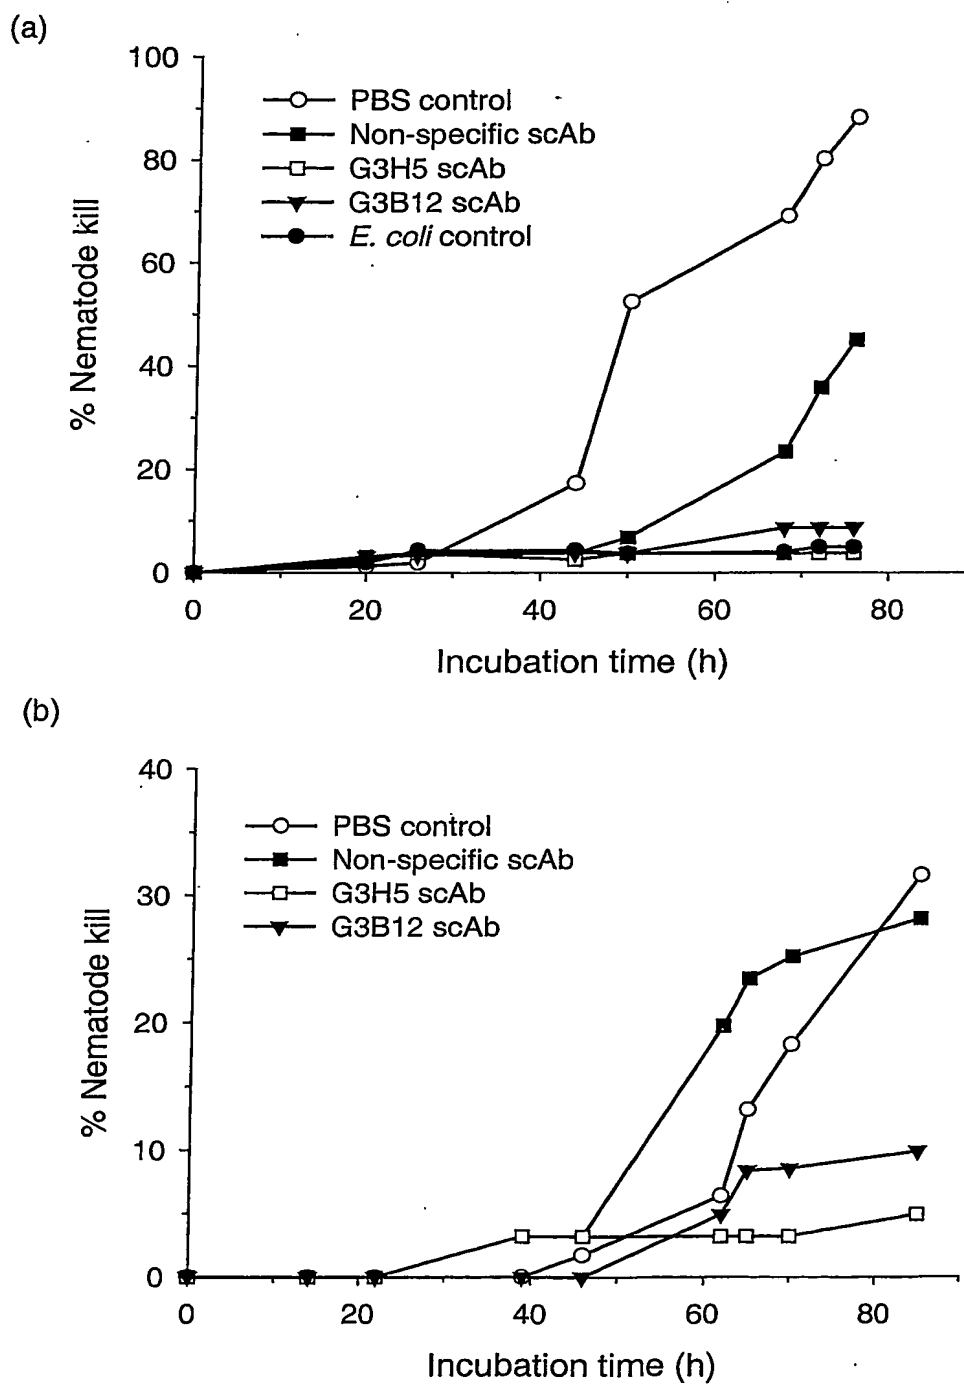 (a)
100
80
60
40
20
0
% Nematode kill
PBS control
Non-specific scAb
G3H5 scAb
G3B12 scAb
E. coli control
0 20 40 60 80
Incubation time (h)
(b)
40
30
20
10
0
% Nematode kill
PBS control
Non-specific scAb
G3H5 scAb
G3B12 scAb
0 20 40 60 80
Incubation time (h)